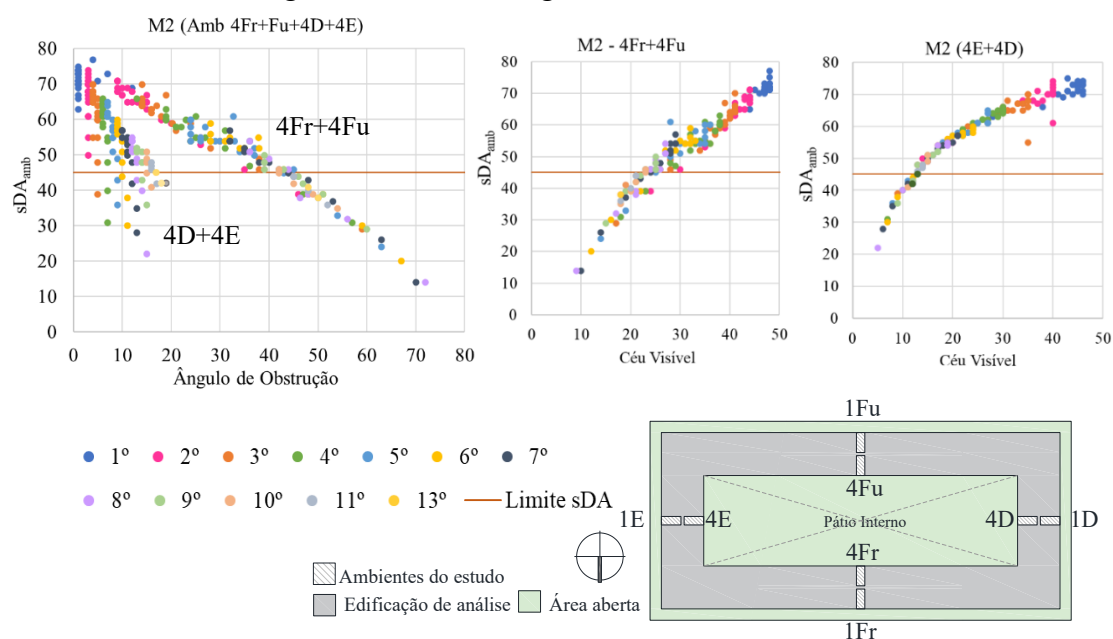 M2 (Amb 4Fr+Fu+4D+4E)
80
70
60
50
40
30
20
10
0
sDAamb
4Fr+4Fu
4D+4E
0 10 20 30 40 50 60 70 80
Ângulo de Obstrução
M2 - 4Fr+4Fu
80
70
60
50
40
30
20
10
0
sDAamb
0 10 20 30 40 50
Céu Visível
M2 (4E+4D)
80
70
60
50
40
30
20
10
0
sDAamb
0 10 20 30 40 50
Céu Visível
1º 2º 3º 4º 5º 6º 7º
8º 9º 10º 11º 13º Limite sDA
1Fu
4Fu
1E 4E Pátio Interno 4D 1D
4Fr
1Fr
Ambientes do estudo
Edificação de análise Área aberta